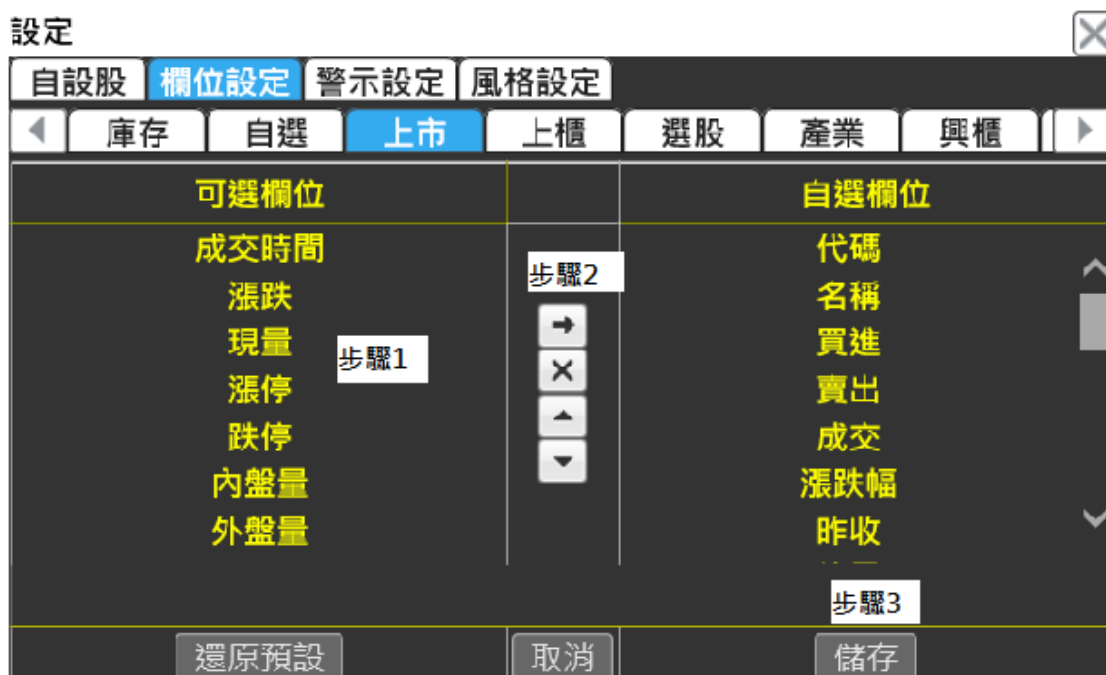 設定
自設股 欄位設定 警示設定 風格設定
庫存 自選 上市 上櫃 選股 產業 興櫃
可選欄位 自選欄位
成交時間 代碼
步驟2
漲跌 名稱
現量 買進
步驟1
漲停 賣出
跌停 成交
內盤量 漲跌幅
外盤量 昨收
步驟3
還原預設 取消 儲存